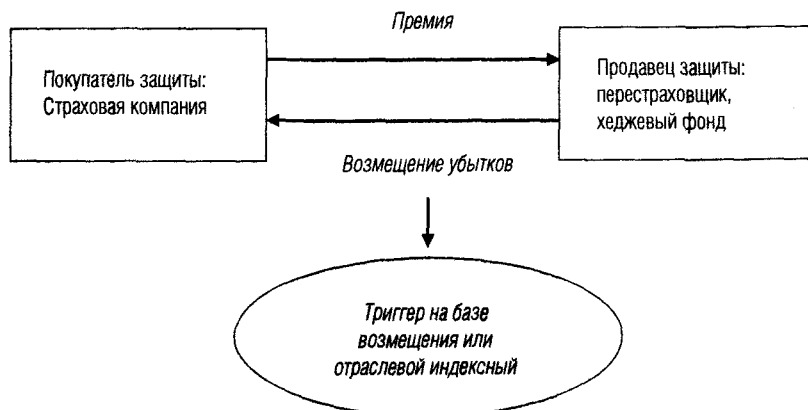 Премия
Покупатель защиты:
Страховая компания
Продавец защиты:
перестраховщик,
хеджевый фонд
Возмещение убытков
Триггер на базе
возмещения или
отраслевой индексный